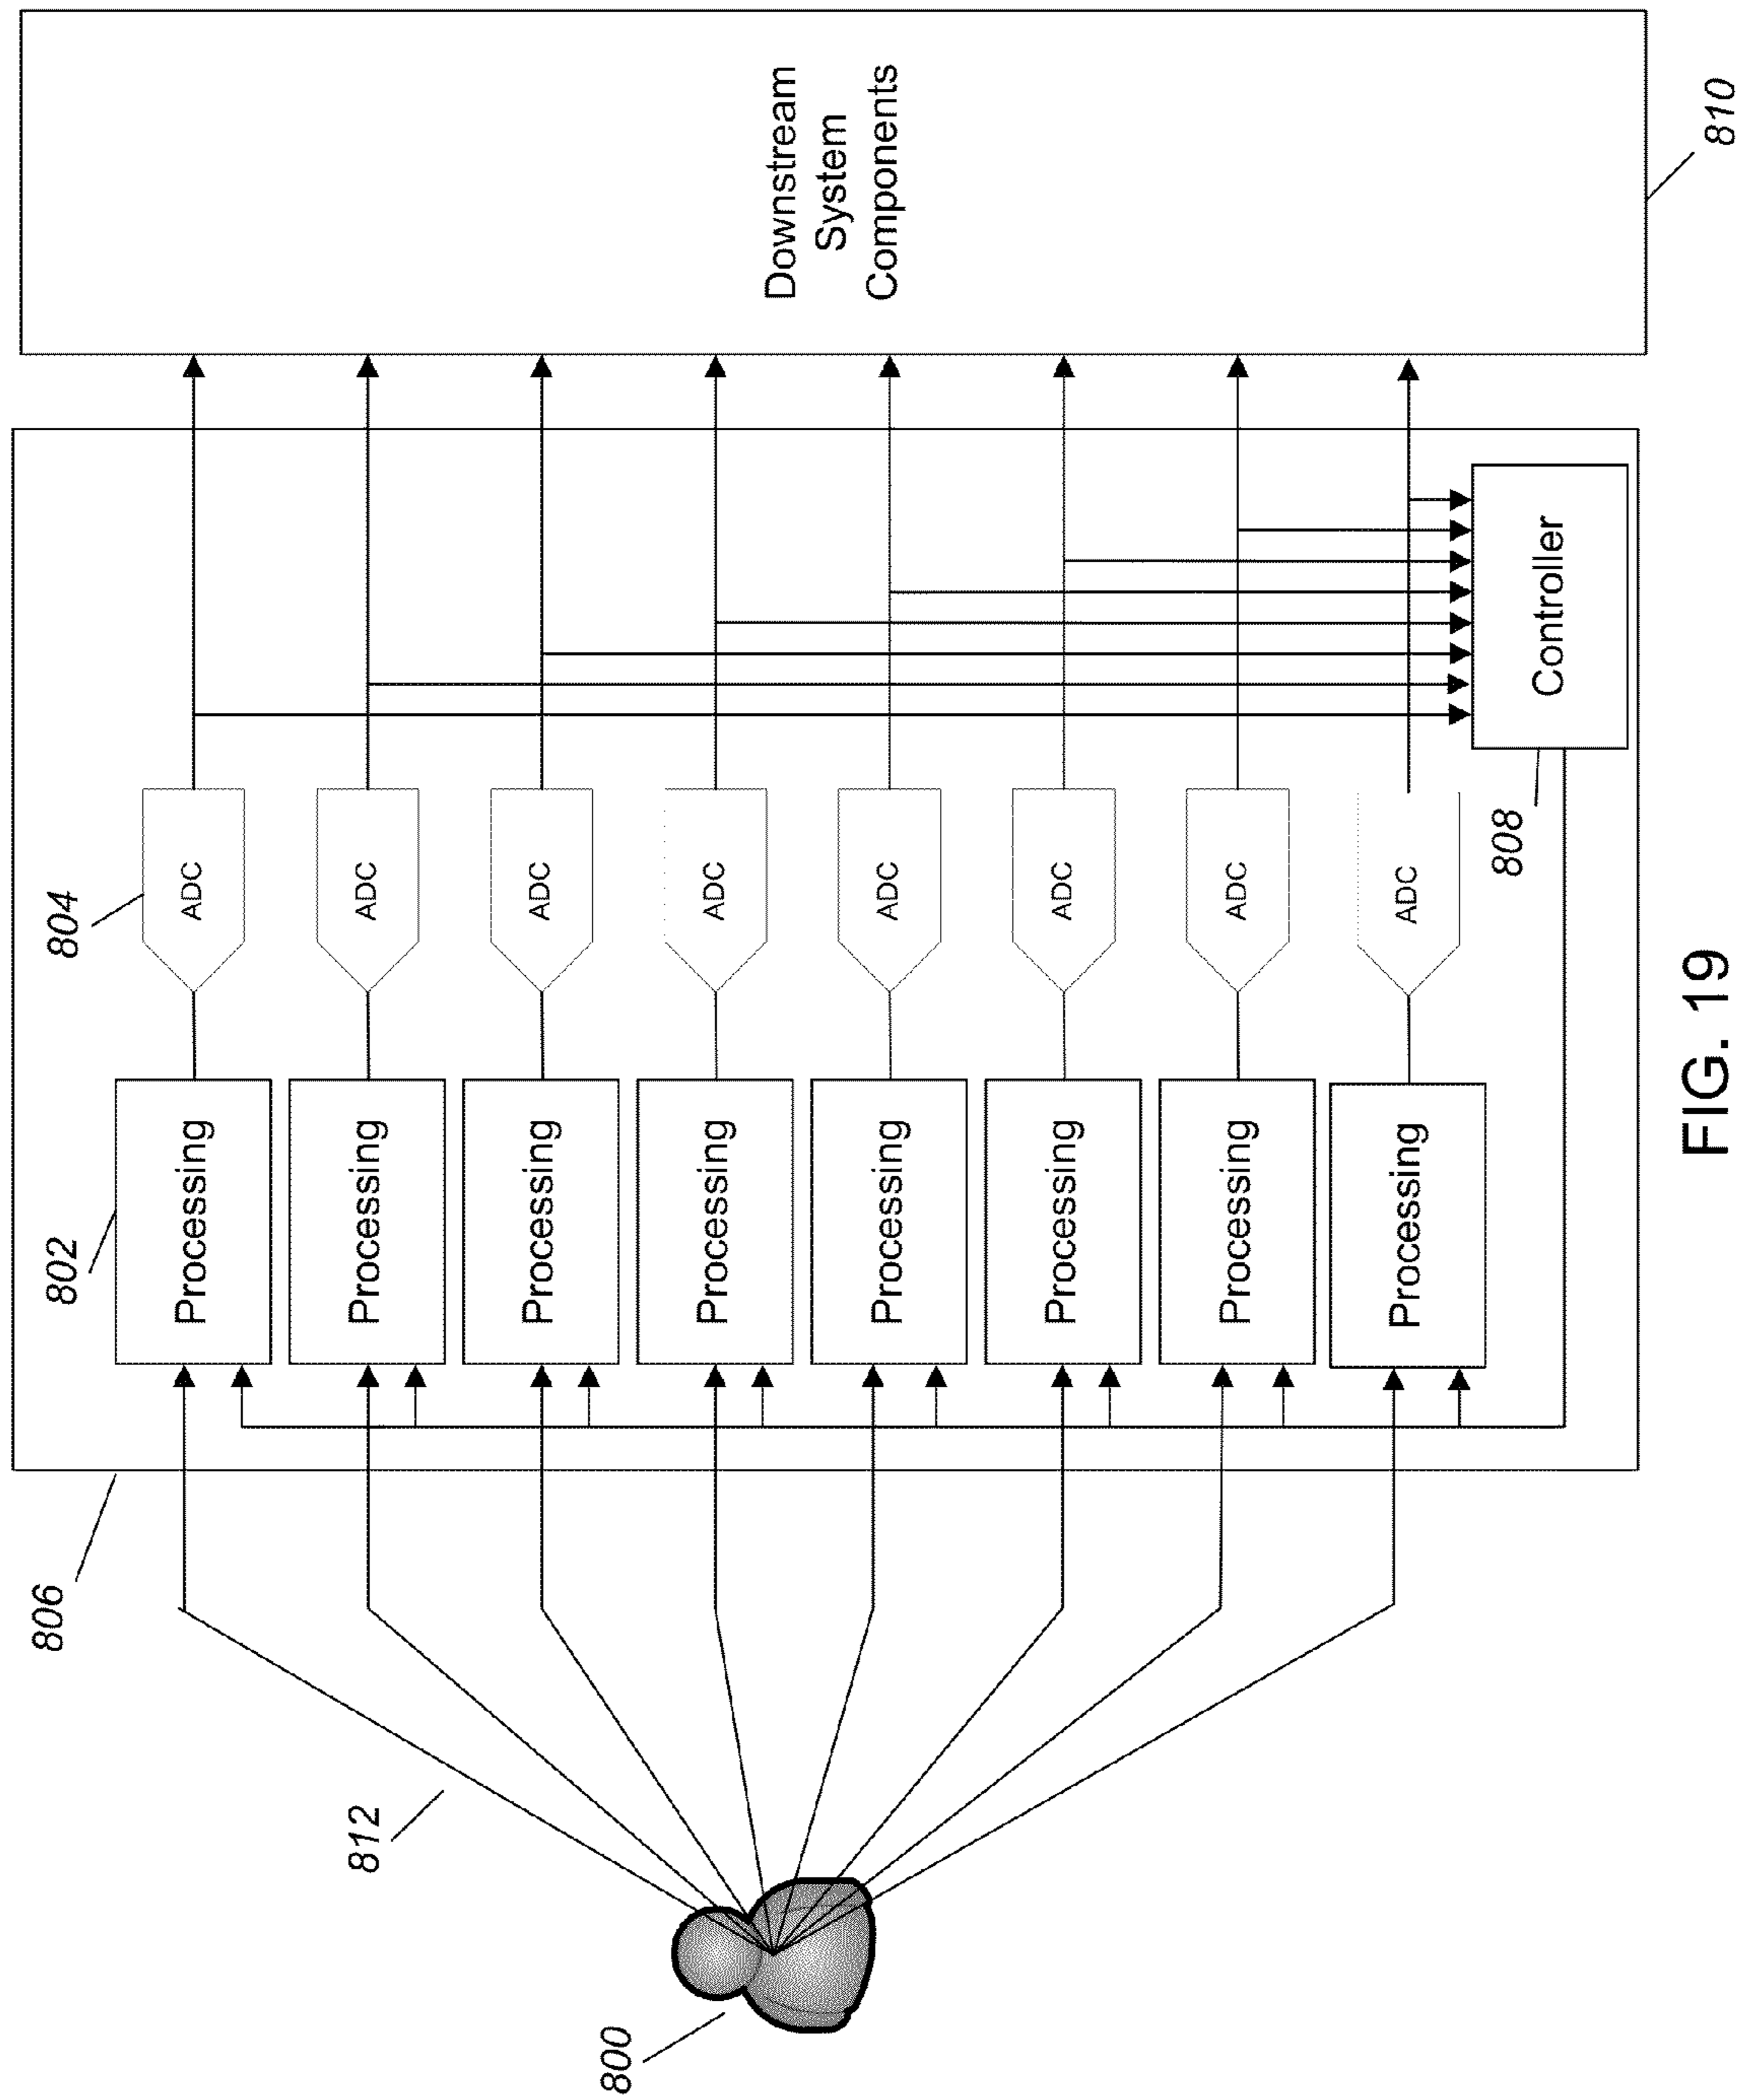 800
812
806
802
Processing
Processing
Processing
Processing
Processing
Processing
Processing
Processing
804
ADC
ADC
ADC
ADC
ADC
ADC
ADC
ADC
808
Controller
Downstream
System
Components
810
FIG. 19